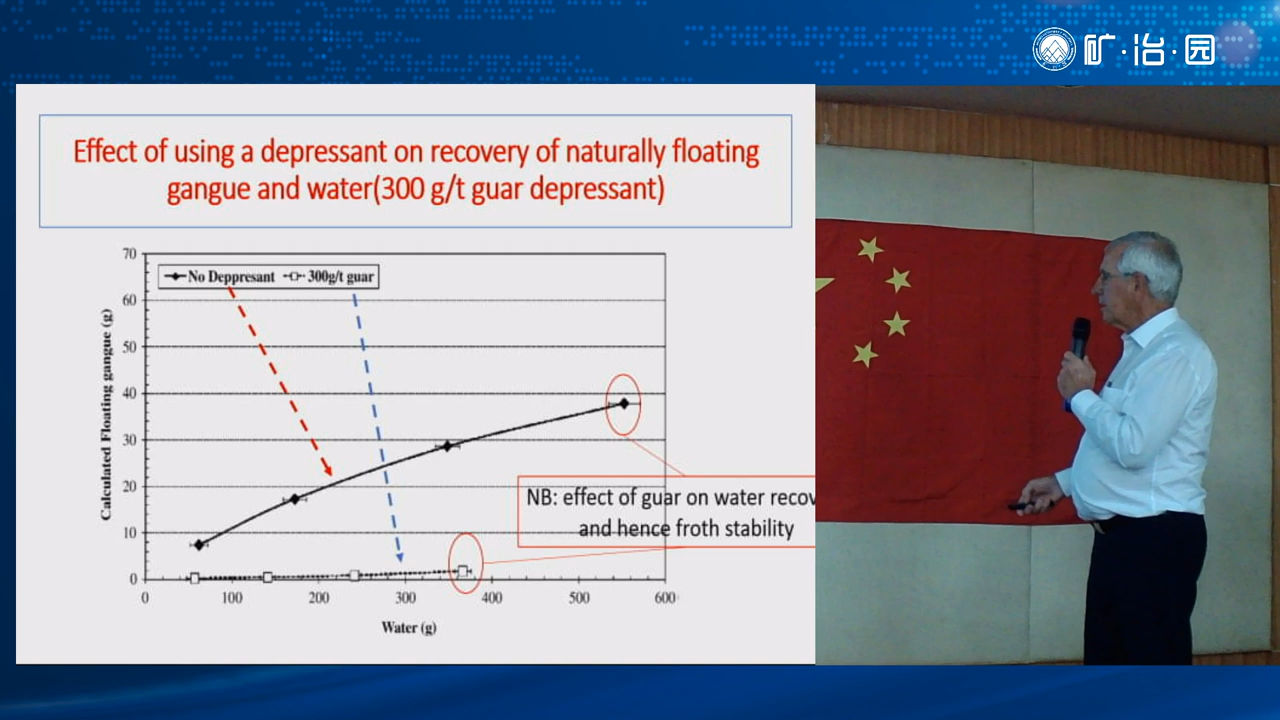 矿·冶·园
Effect of using a depressant on recovery of naturally floating
gangue and water(300 g/t guar depressant)
70
No Deppresant 300g/t guar
60
50
40
30
20
10
0
Calculated Floating gangue (g)
NB: effect of guar on water recov
and hence froth stability
0 100 200 300 400 500 600
Water (g)